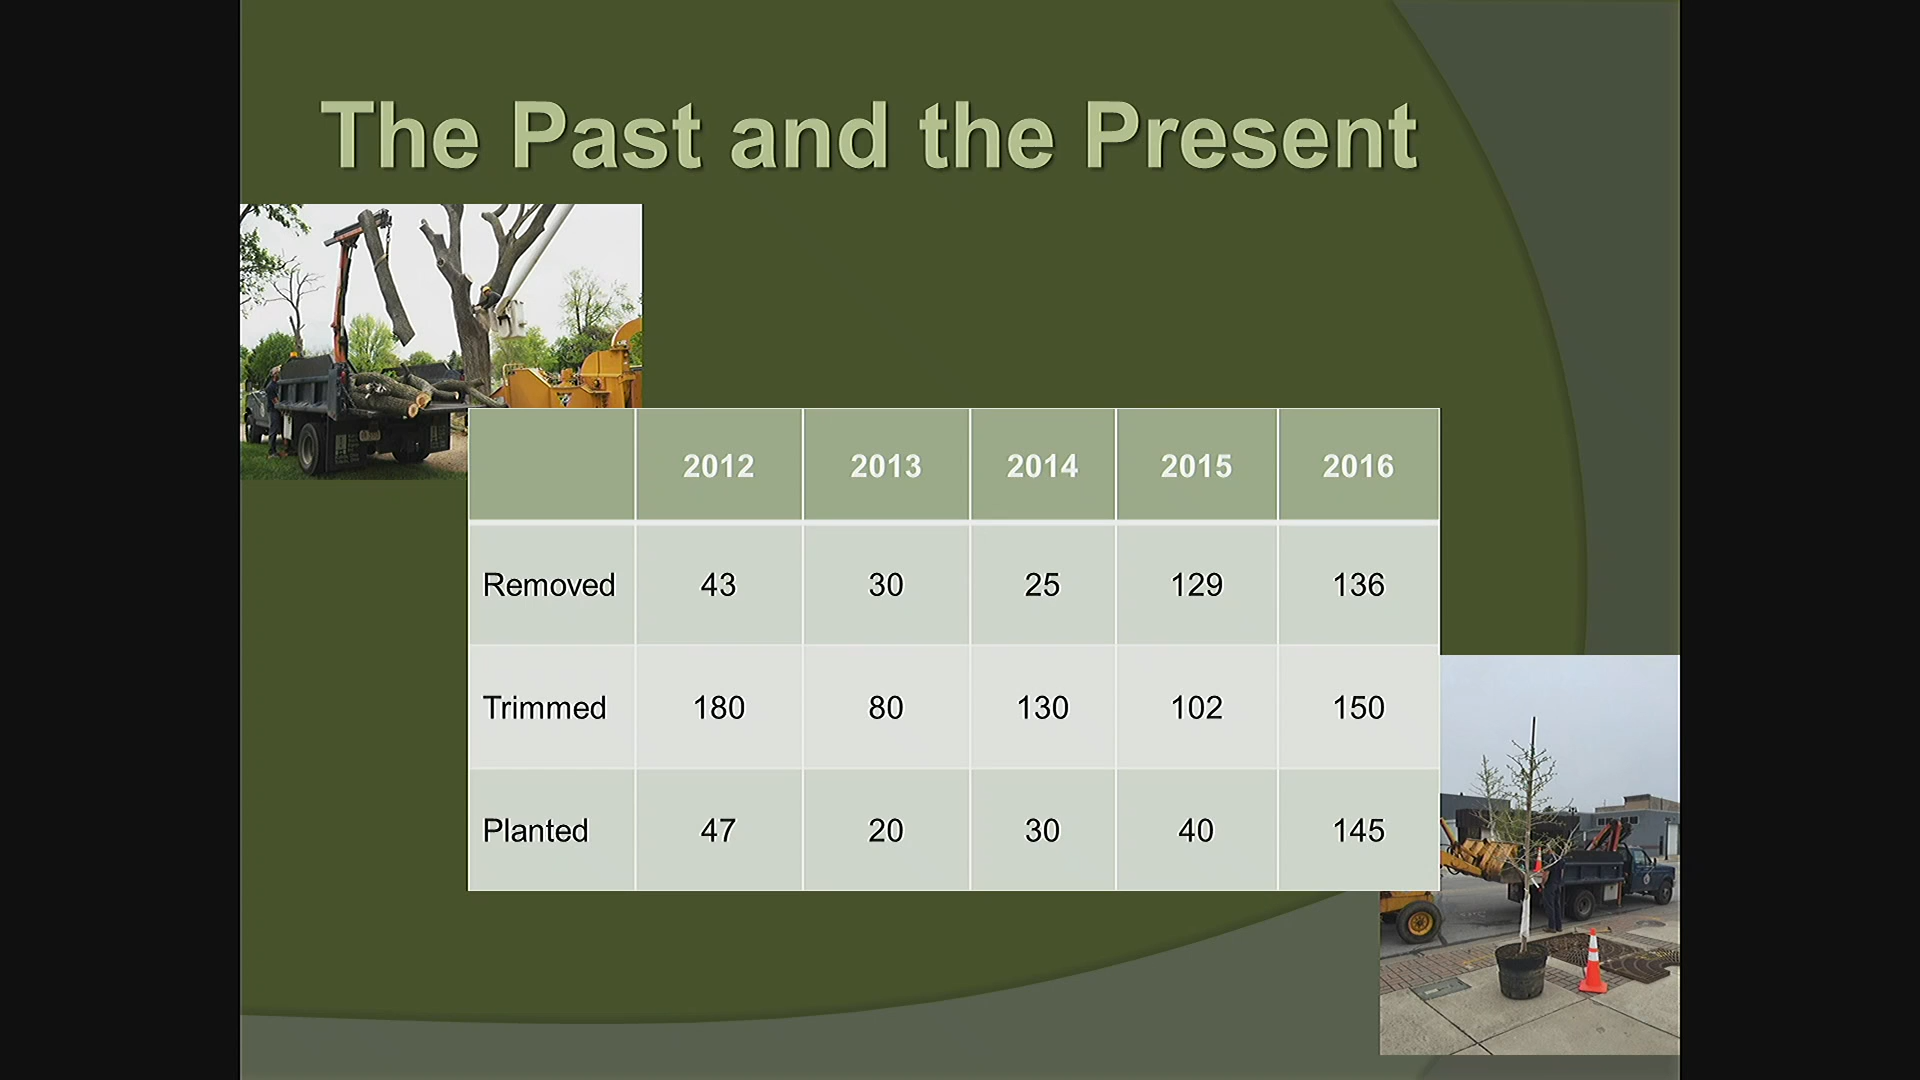 The Past and the Present
2012 2013 2014 2015 2016
Removed 43 30 25 129 136
Trimmed 180 80 130 102 150
Planted 47 20 30 40 145